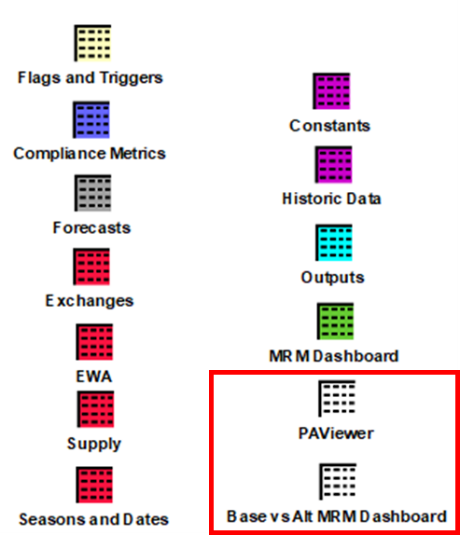 Flags and Triggers
Compliance Metrics
Forecasts
Exchanges
EWA
Supply
Seasons and Dates
Constants
Historic Data
Outputs
MRM Dashboard
PAViewer
Base vs Alt MRM Dashboard